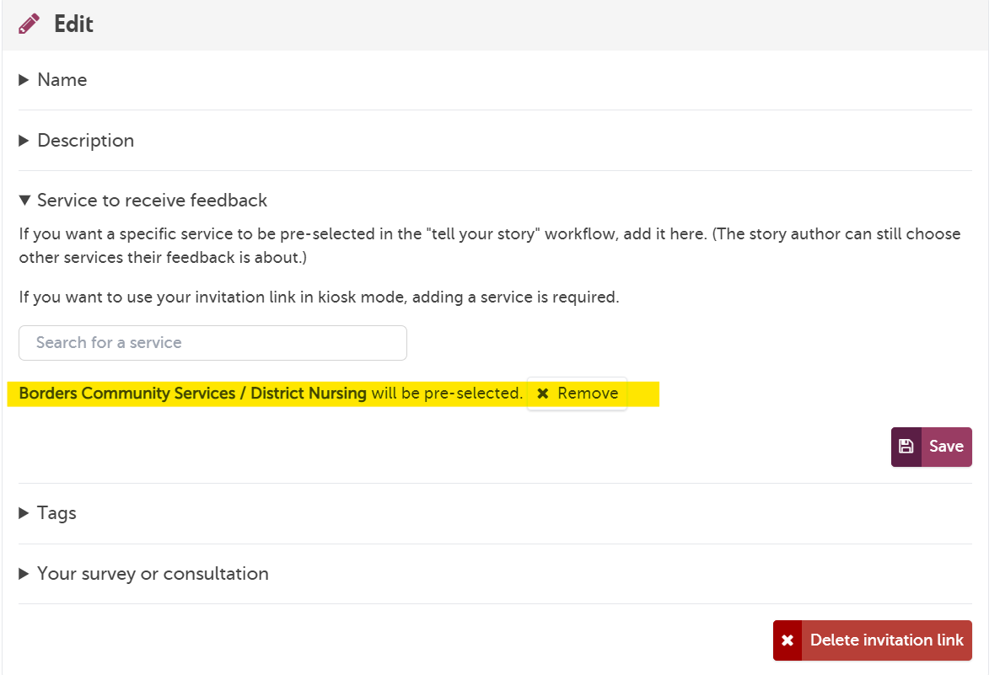 Edit
Name
Description
Service to receive feedback
If you want a specific service to be pre-selected in the "tell your story" workflow, add it here. (The story author can still choose
other services their feedback is about.)
If you want to use your invitation link in kiosk mode, adding a service is required.
Search for a service
Borders Community Services / District Nursing will be pre-selected. Remove
Save
Tags
Your survey or consultation
Delete invitation link